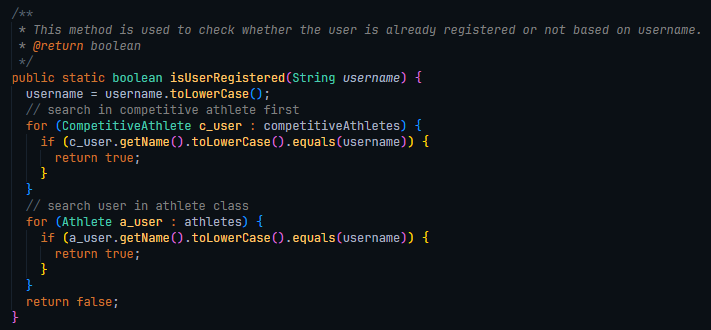 /**
 * This method is used to check whether the user is already registered or not based on username.
 * @return boolean
 */
public static boolean isUserRegistered(String username) {
  username = username.toLowerCase();
  // search in competitive athlete first
  for (CompetitiveAthlete c_user : competitiveAthletes) {
    if (c_user.getName().toLowerCase().equals(username)) {
      return true;
    }
  }
  // search user in athlete class
  for (Athlete a_user : athletes) {
    if (a_user.getName().toLowerCase().equals(username)) {
      return true;
    }
  }
  return false;
}